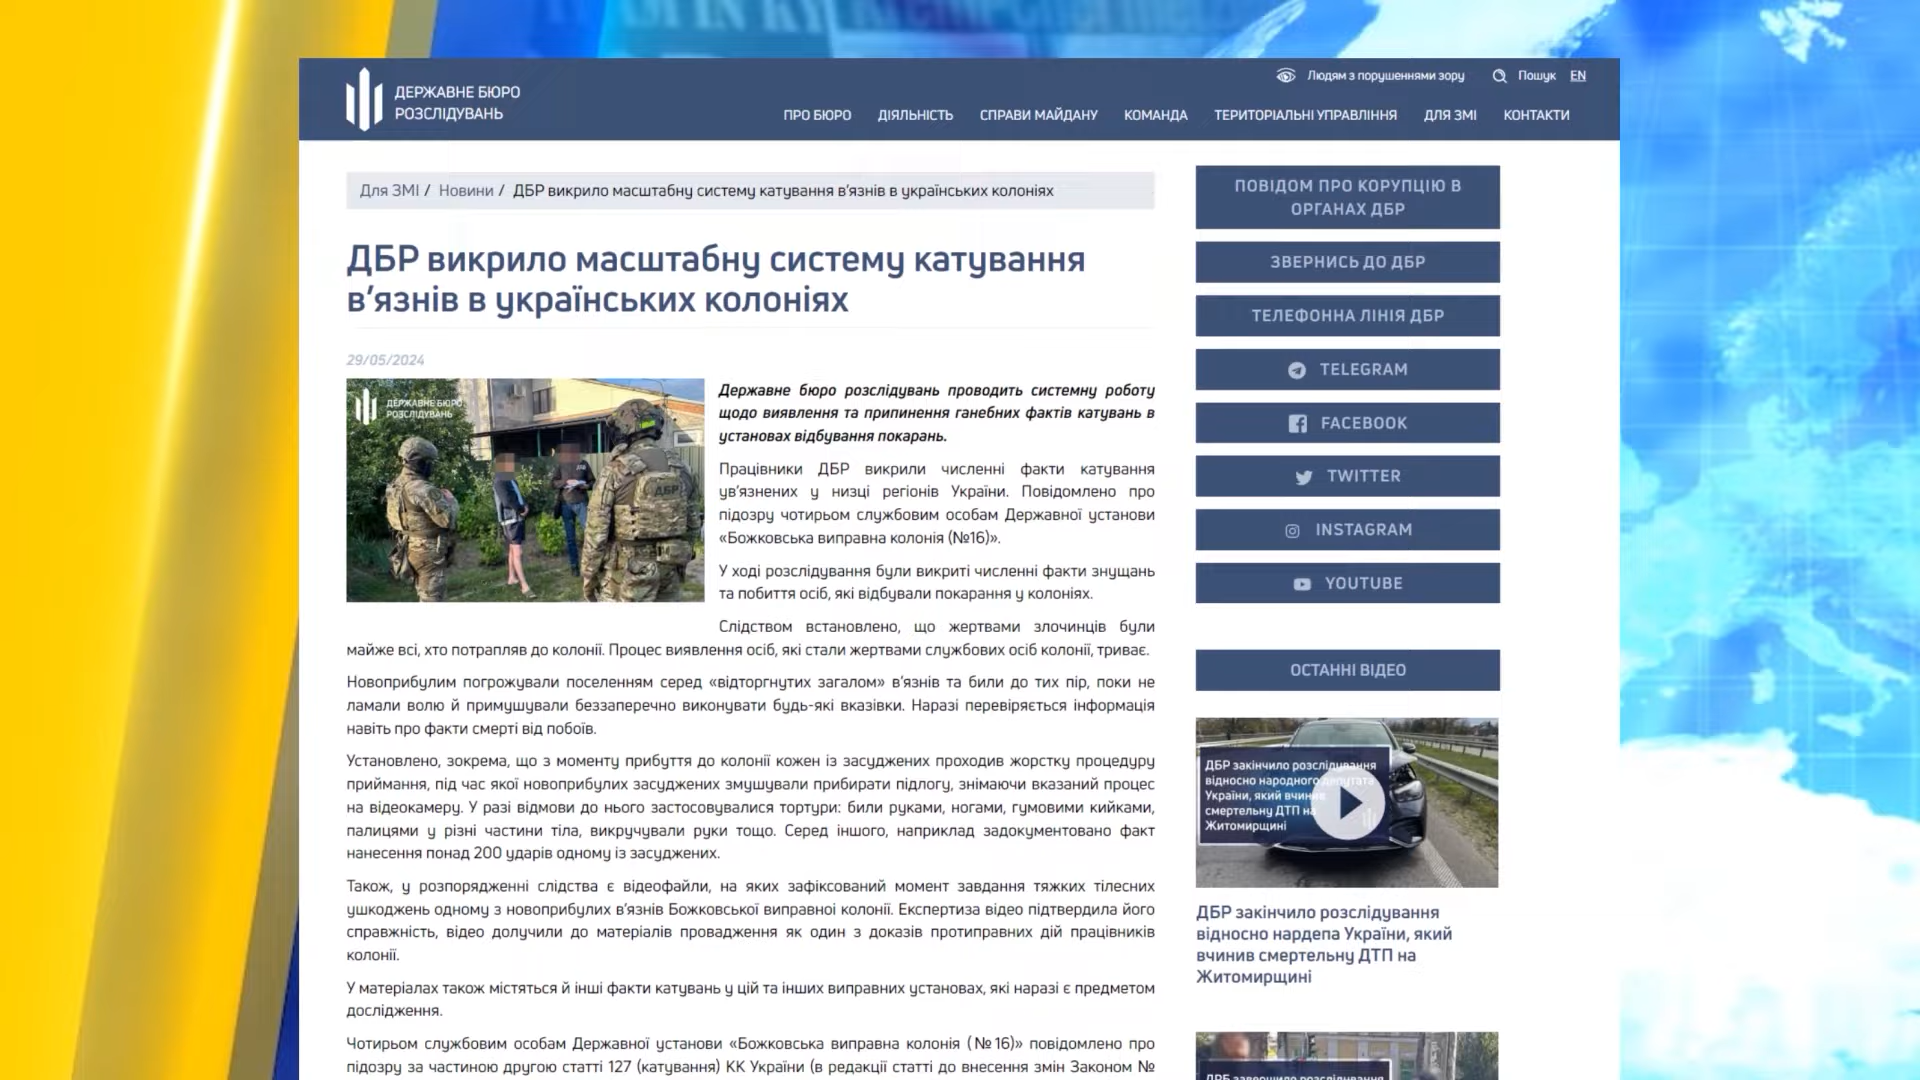 ДЕРЖАВНЕ БЮРО
РОЗСЛІДУВАНЬ
Людям з порушеннями зору
Пошук
EN
ПРО БЮРО
ДІЯЛЬНІСТЬ
СПРАВИ МАЙДАНУ
КОМАНДА
ТЕРИТОРІАЛЬНІ УПРАВЛІННЯ
ДЛЯ ЗМІ
КОНТАКТИ
Для ЗМІ / Новини / ДБР викрило масштабну систему катування в’язнів в українських колоніях
ДБР викрило масштабну систему катування
в’язнів в українських колоніях
29/05/2024
ДЕРЖАВНЕ БЮРО
РОЗСЛІДУВАНЬ
ДБР
Державне бюро розслідувань проводить системну роботу
щодо виявлення та припинення ганебних фактів катувань в
установах відбування покарань.
Працівники ДБР викрили численні факти катування
ув’язнених у низці регіонів України. Повідомлено про
підозру чотирьом службовим особам Державної установи
«Божковська виправна колонія (№16)».
У ході розслідування були викриті численні факти знущань
та побиття осіб, які відбували покарання у колоніях.
Слідством встановлено, що жертвами злочинців були
майже всі, хто потрапляв до колонії. Процес виявлення осіб, які стали жертвами службових осіб колонії, триває.
Новоприбулим погрожували поселенням серед «відторгнутих загалом» в’язнів та били до тих пір, поки не
ламали волю й примушували беззаперечно виконувати будь-які вказівки. Наразі перевіряється інформація
навіть про факти смерті від побоїв.
Установлено, зокрема, що з моменту прибуття до колонії кожен із засуджених проходив жорстку процедуру
приймання, під час якої новоприбулих засуджених змушували прибирати підлогу, знімаючи вказаний процес
на відеокамеру. У разі відмови до нього застосовувалися тортури: били руками, ногами, гумовими кийками,
палицями у різні частини тіла, викручували руки тощо. Серед іншого, наприклад задокументовано факт
нанесення понад 200 ударів одному із засуджених.
Також, у розпорядженні слідства є відеофайли, на яких зафіксований момент завдання тяжких тілесних
ушкоджень одному з новоприбулих в’язнів Божковської виправної колонії. Експертиза відео підтвердила його
справжність, відео долучили до матеріалів провадження як один з доказів протиправних дій працівників
колонії.
У матеріалах також містяться й інші факти катувань у цій та інших виправних установах, які наразі є предметом
дослідження.
Чотирьом службовим особам Державної установи «Божковська виправна колонія (№16)» повідомлено про
підозру за частиною другою статті 127 (катування) КК України (в редакції статті до внесення змін Законом №
ПОВІДОМ ПРО КОРУПЦІЮ В
ОРГАНАХ ДБР
ЗВЕРНИСЬ ДО ДБР
ТЕЛЕФОННА ЛІНІЯ ДБР
TELEGRAM
FACEBOOK
TWITTER
INSTAGRAM
YOUTUBE
ОСТАННІ ВІДЕО
ДБР закінчило розслідування
відносно народного депутата
України, який вчинив
смертельну ДТП на
Житомирщині
ДБР закінчило розслідування
відносно нардепа України, який
вчинив смертельну ДТП на
Житомирщині
ДБР завершило розслідування